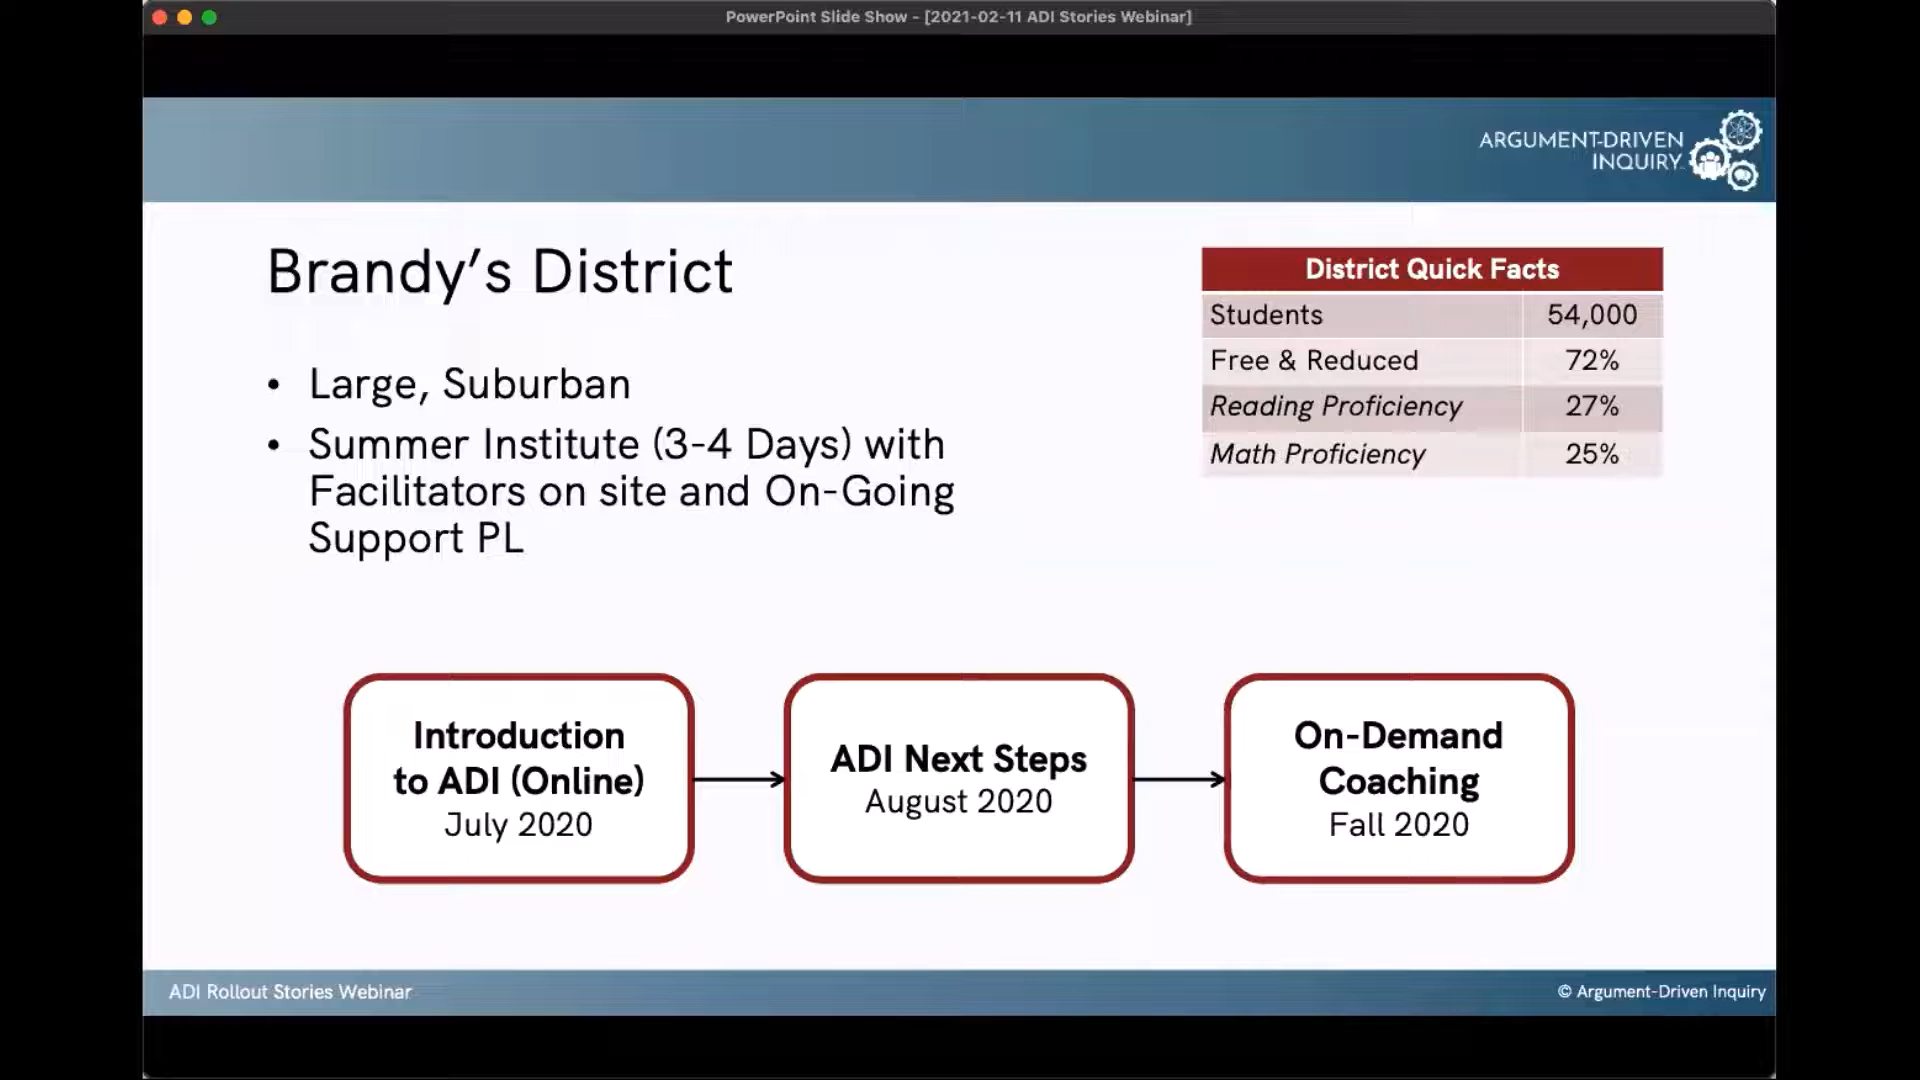 PowerPoint Slide Show - [2021-02-11 ADI Stories Webinar]
ARGUMENT-DRIVEN
INQUIRY
Brandy's District
• Large, Suburban
• Summer Institute (3-4 Days) with
Facilitators on site and On-Going
Support PL
District Quick Facts
Students 54,000
Free & Reduced 72%
Reading Proficiency 27%
Math Proficiency 25%
Introduction
to ADI (Online)
July 2020
ADI Next Steps
August 2020
On-Demand
Coaching
Fall 2020
ADI Rollout Stories Webinar
© Argument-Driven Inquiry